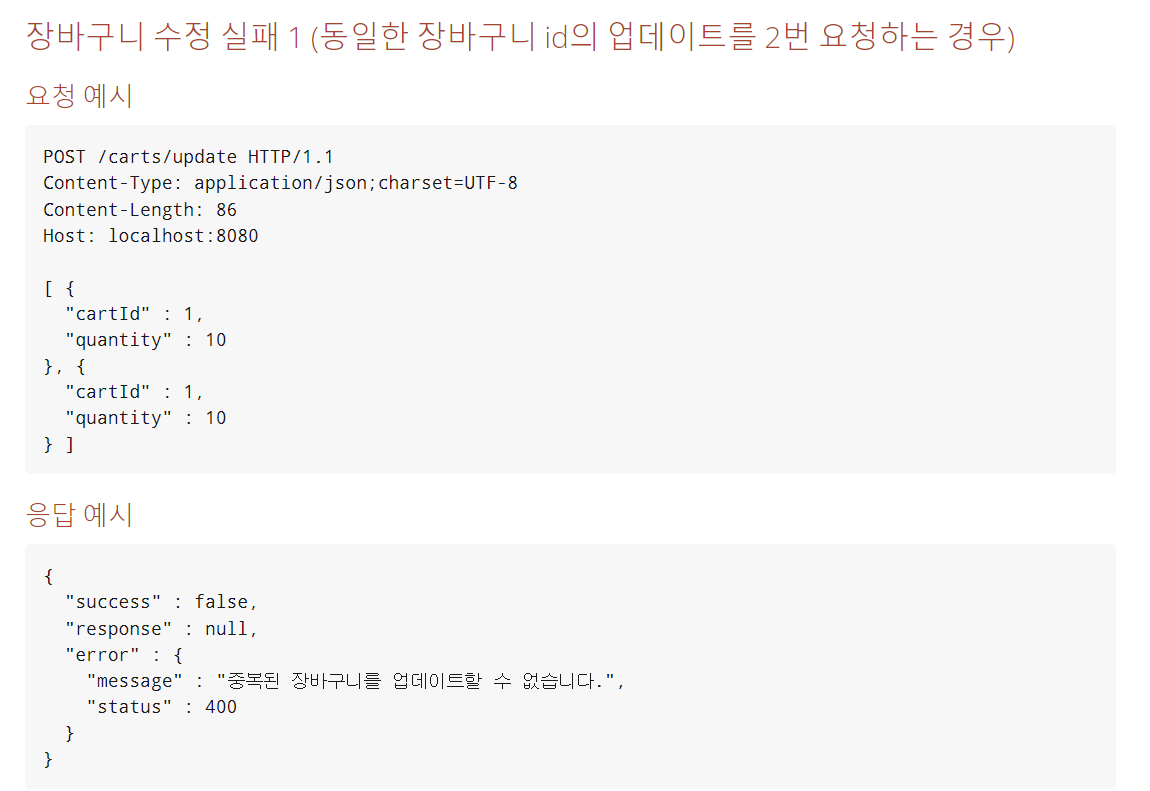 장바구니 수정 실패 1 (동일한 장바구니 id의 업데이트를 2번 요청하는 경우)
요청 예시
POST /carts/update HTTP/1.1
Content-Type: application/json;charset=UTF-8
Content-Length: 86
Host: localhost:8080
[ {
"cartId" : 1,
"quantity" : 10
}, {
"cartId" : 1,
"quantity" : 10
} ]
응답 예시
{
"success" : false,
"response" : null,
"error" : {
"message" : "중복된 장바구니를 업데이트할 수 없습니다.",
"status" : 400
}
}